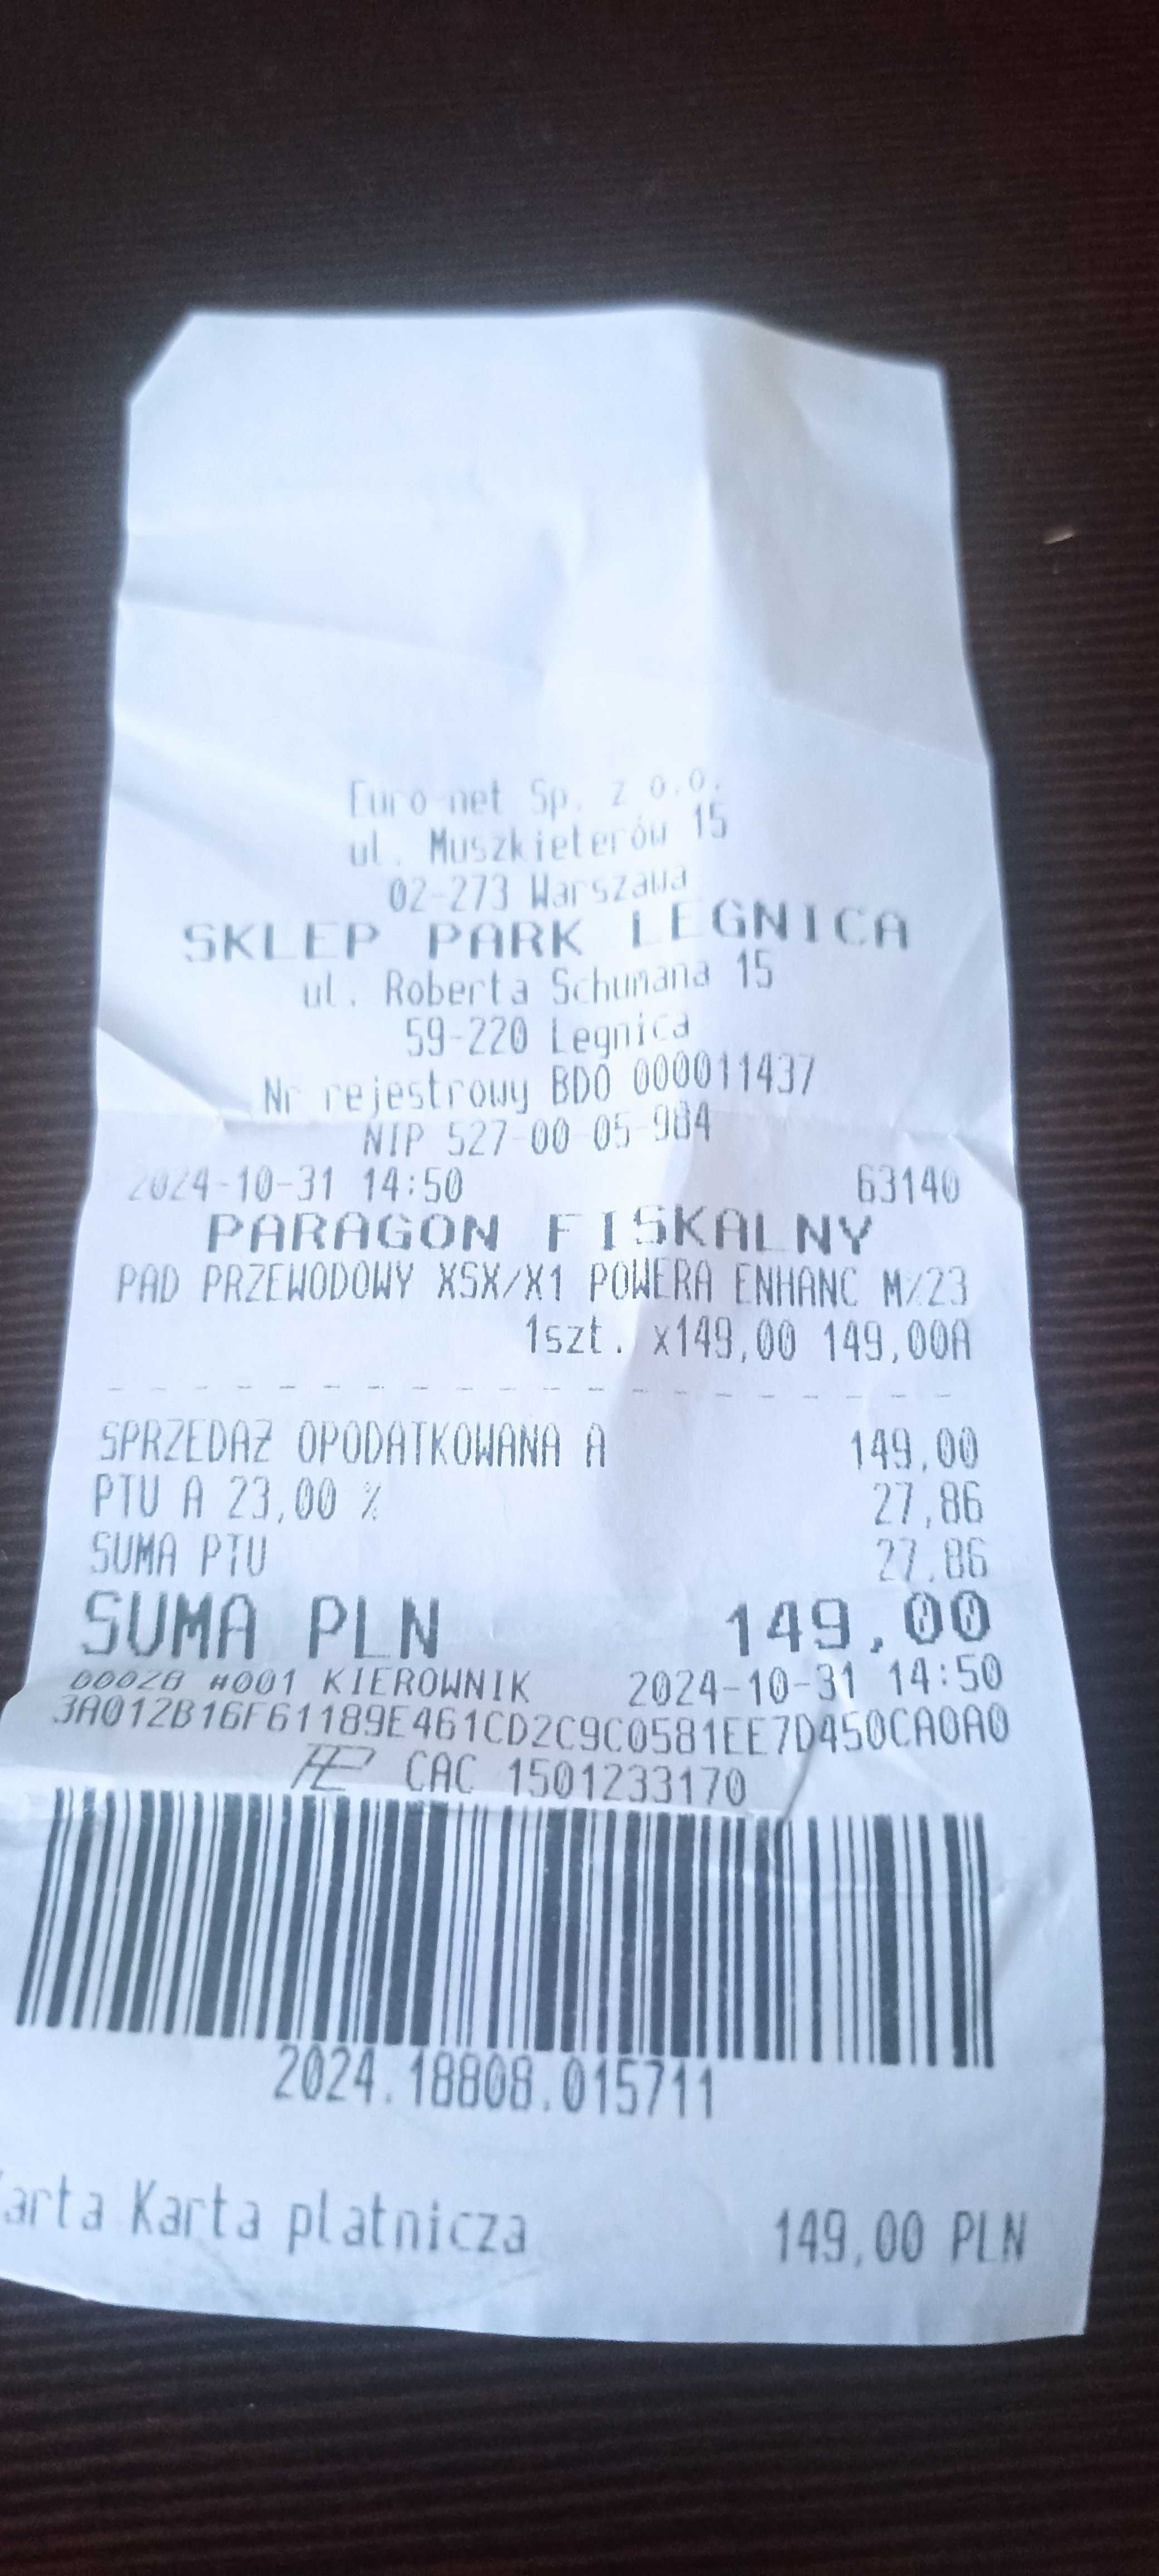 Euro-net Sp. z o.o.
ul. Muszkieterów 15
02-273 Warszawa
SKLEP PARK LEGNICA
ul. Roberta Schumana 15
59-220 Legnica
Nr rejestrowy BDO 000011437
NIP 527-00-05-984
2024-10-31 14:50 63140
PARAGON FISKALNY
PAD PRZEWODOWY XSX/X1 POWERA ENHANC M/23
1szt. x149,00 149,00A
SPRZEDAŻ OPODATKOWANA A 149,00
PTU A 23,00 % 27,86
SUMA PTU 27,86
SUMA PLN 149,00
00028 #001 KIEROWNIK 2024-10-31 14:50
3A012B16F61189E461CD2C9C0581EE7D450CA0A0
CAC 1501233170
2024.18808.015711
Karta Karta płatnicza 149,00 PLN